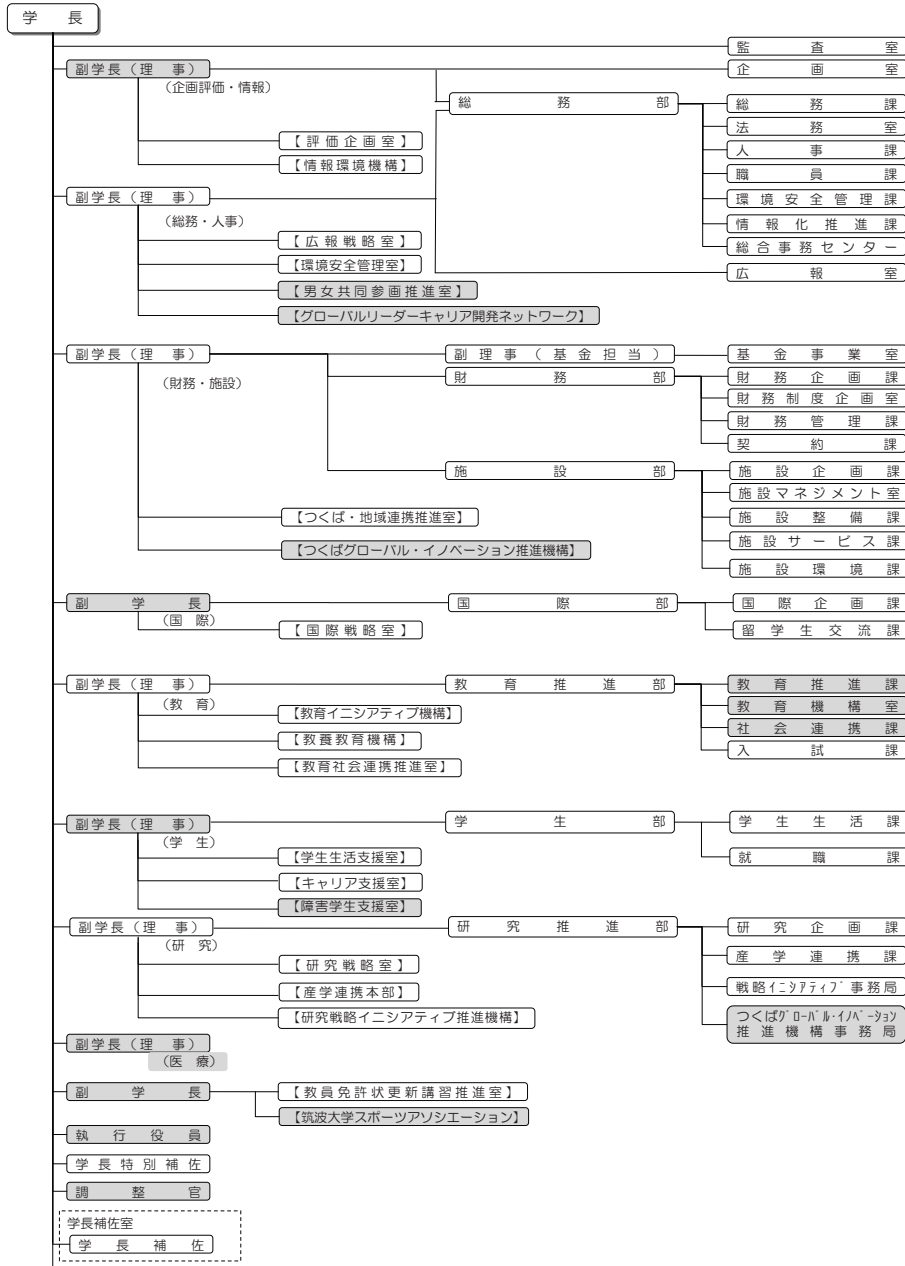 学長
監査室
副学長（理事）
企画室
（企画評価・情報）
総務部
総務課
法務室
【評価企画室】
人事課
【情報環境機構】
職員課
副学長（理事）
環境安全管理課
（総務・人事）
情報化推進課
【広報戦略室】
総合事務センター
【環境安全管理室】
広報室
【男女共同参画推進室】
【グローバルリーダーキャリア開発ネットワーク】
副学長（理事）
副理事（基金担当）
基金事業室
（財務・施設）
財務部
財務企画課
財務制度企画室
財務管理課
契約課
施設部
施設企画課
施設マネジメント室
【つくば・地域連携推進室】
施設整備課
施設サービス課
【つくばグローバル・イノベーション推進機構】
施設環境課
副学長
国際部
国際企画課
（国際）
【国際戦略室】
留学生交流課
副学長（理事）
教育推進部
教育推進課
（教育）
教育機構室
【教育イニシアティブ機構】
社会連携課
【教養教育機構】
入試課
【教育社会連携推進室】
副学長（理事）
学生部
学生生活課
（学生）
【学生生活支援室】
就職課
【キャリア支援室】
【障害学生支援室】
副学長（理事）
研究推進部
研究企画課
（研究）
産学連携課
【研究戦略室】
戦略ｲﾆｼｱﾃｨﾌﾞ事務局
【産学連携本部】
【研究戦略イニシアティブ推進機構】
つくばｸﾞﾛｰﾊﾞﾙ･ｲﾉﾍﾞｰｼｮﾝ
推進機構事務局
副学長（理事）
（医療）
副学長
【教員免許状更新講習推進室】
【筑波大学スポーツアソシエーション】
執行役員
学長特別補佐
調整官
学長補佐室
学長補佐